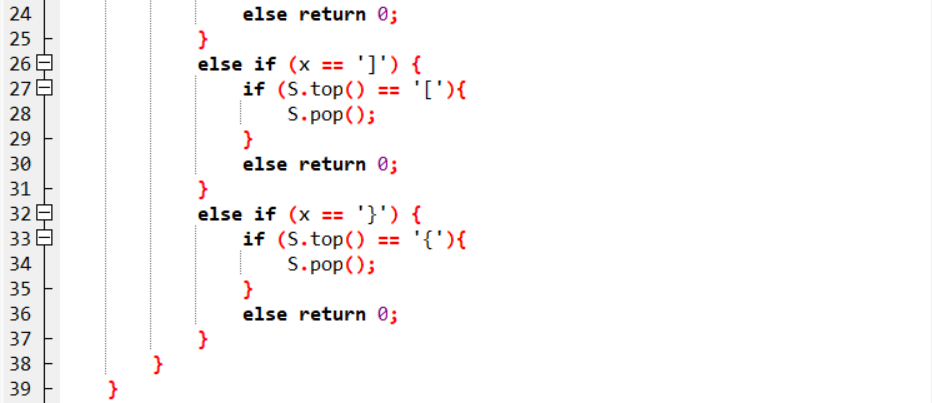 24 else return 0;
25 }
26 else if (x == ']') {
27 if (S.top() == '['){
28 S.pop();
29 }
30 else return 0;
31 }
32 else if (x == '}') {
33 if (S.top() == '{'){
34 S.pop();
35 }
36 else return 0;
37 }
38 }
39 }